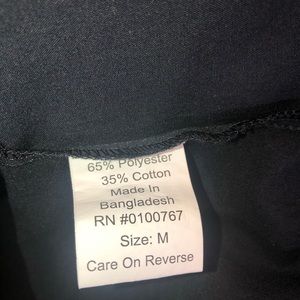 65% Polyester
35% Cotton
Made In
Bangladesh
RN #0100767
Size: M
Care On Reverse